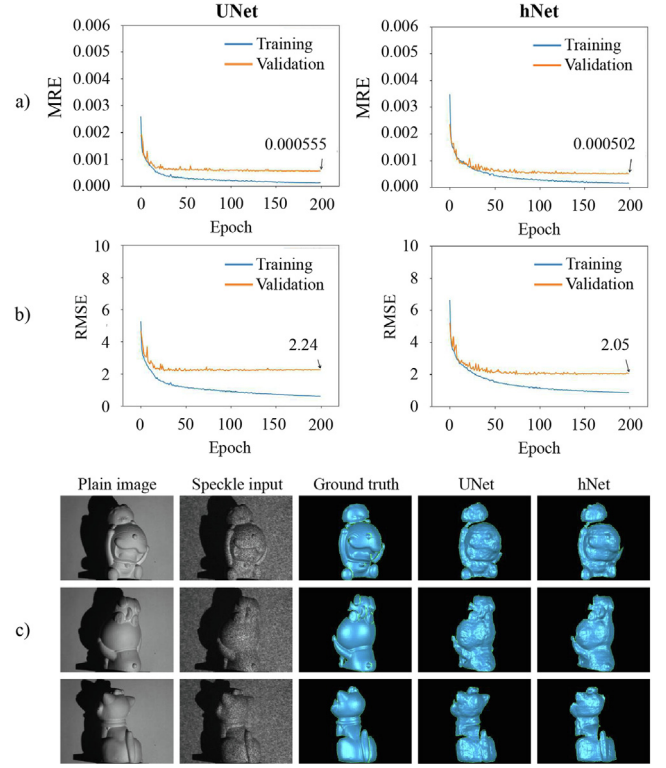 UNet
hNet
a)
MRE
0.006
0.005
0.004
0.003
0.002
0.001
0.000
Training
Validation
0.000555
0
50
100
150
200
Epoch
MRE
0.006
0.005
0.004
0.003
0.002
0.001
0.000
Training
Validation
0.000502
0
50
100
150
200
Epoch
b)
RMSE
10
8
6
4
2
0
Training
Validation
2.24
0
50
100
150
200
Epoch
RMSE
10
8
6
4
2
0
Training
Validation
2.05
0
50
100
150
200
Epoch
Plain image
Speckle input
Ground truth
UNet
hNet
c)